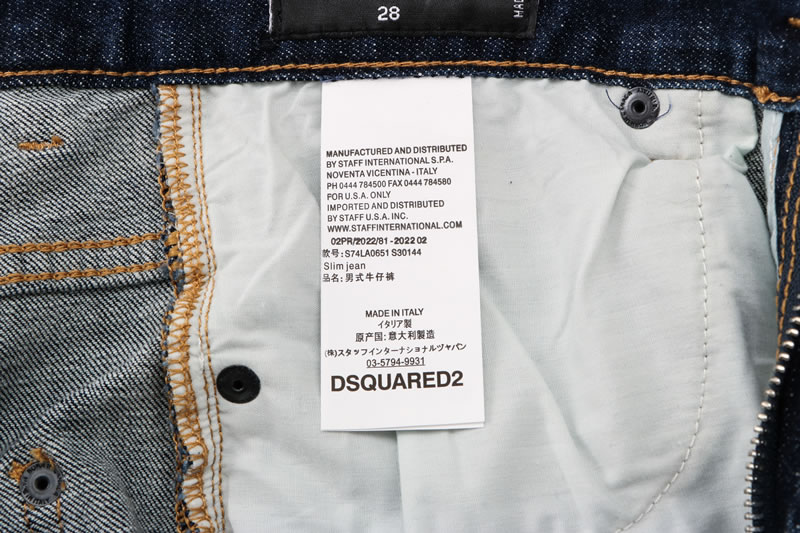 28
MAD
MANUFACTURED AND DISTRIBUTED
BY STAFF INTERNATIONAL S.P.A.
NOVENTA VICENTINA - ITALY
PH 0444 784500 FAX 0444 784580
FOR U.S.A. ONLY
IMPORTED AND DISTRIBUTED
BY STAFF U.S.A. INC.
WWW.STAFFINTERNATIONAL.COM
02PR/2022/81 - 2022 02
款号: S74LA0651 S30144
Slim jean
品名: 男式牛仔裤
MADE IN ITALY
イタリア製
原产国: 意大利製造
(株)スタッフインターナショナルヅャパン
03-5794-9931
DSQUARED2